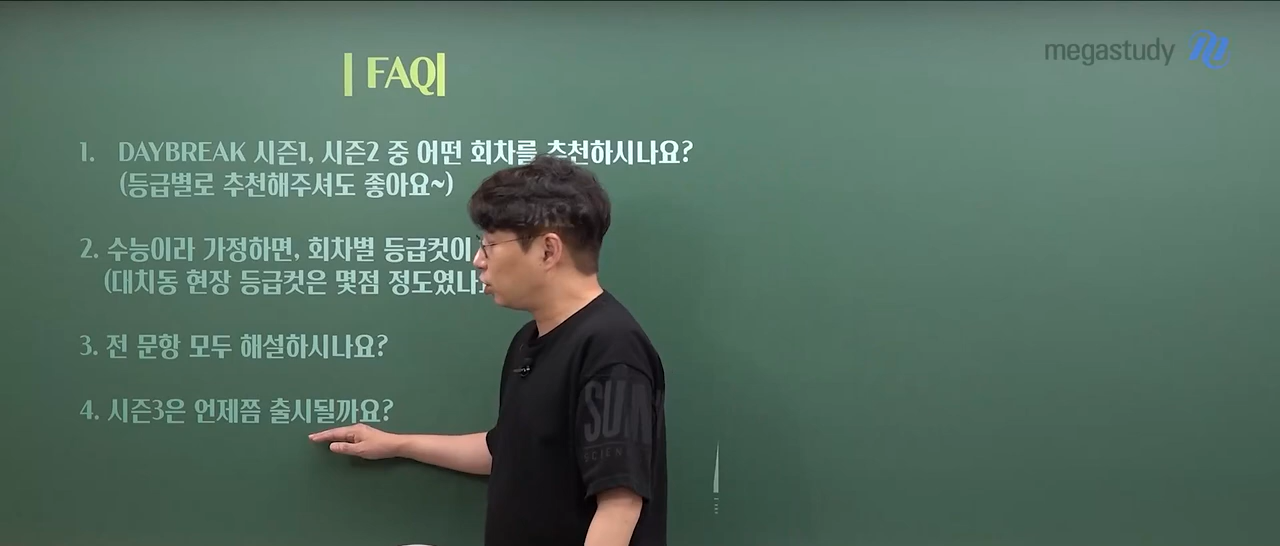 FAQ
megastudy
1. DAYBREAK 시즌1, 시즌2 중 어떤 회차를 추천하시나요?
(등급별로 추천해주셔도 좋아요~)
2. 수능이라 가정하면, 회차별 등급컷이
(대치동 현장 등급컷은 몇점 정도였나
3. 전 문항 모두 해설하시나요?
4. 시즌3은 언제쯤 출시될까요?
SCIEN